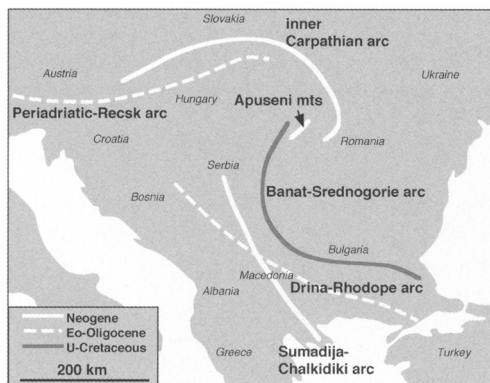 Slovakia
inner
Carpathian arc
Austria
Ukraine
Hungary
Apuseni mts
Periadriatic-Recsk arc
Croatia
Romania
Serbia
Bosnia
Banat-Srednogorie arc
Bulgaria
Macedonia
Albania
Drina-Rhodope arc
Neogene
Eo-Oligocene
U-Cretaceous
200 km
Greece
Sumadija-
Chalkidiki arc
Turkey